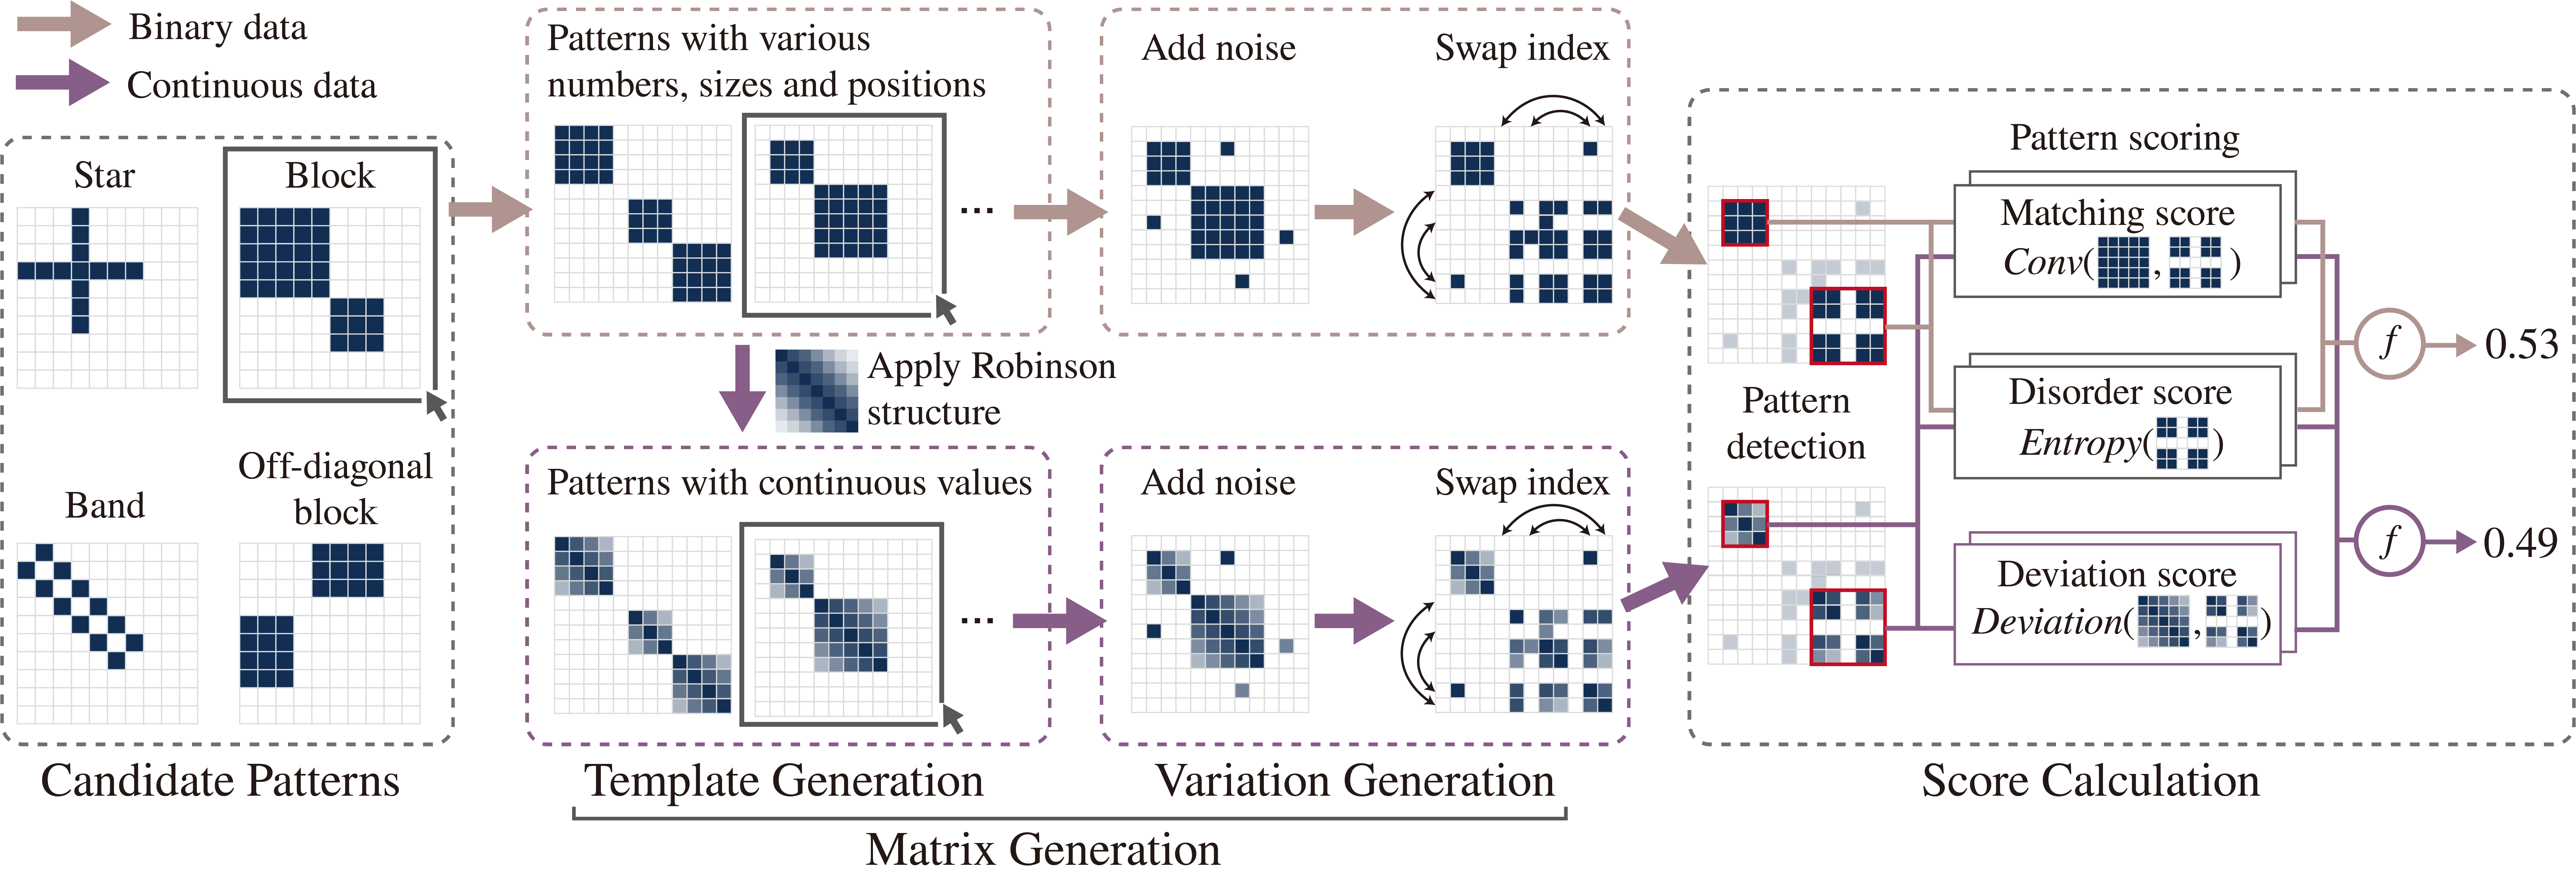 Binary data
Continuous data
Star
Block
Band
Off-diagonal
block
Candidate Patterns
Patterns with various
numbers, sizes and positions
...
Apply Robinson
structure
Patterns with continuous values
...
Template Generation
Add noise
Swap index
Add noise
Swap index
Variation Generation
Matrix Generation
Pattern
detection
Pattern scoring
Matching score
Conv( , )
Disorder score
Entropy( )
Deviation score
Deviation( , )
f
0.53
f
0.49
Score Calculation